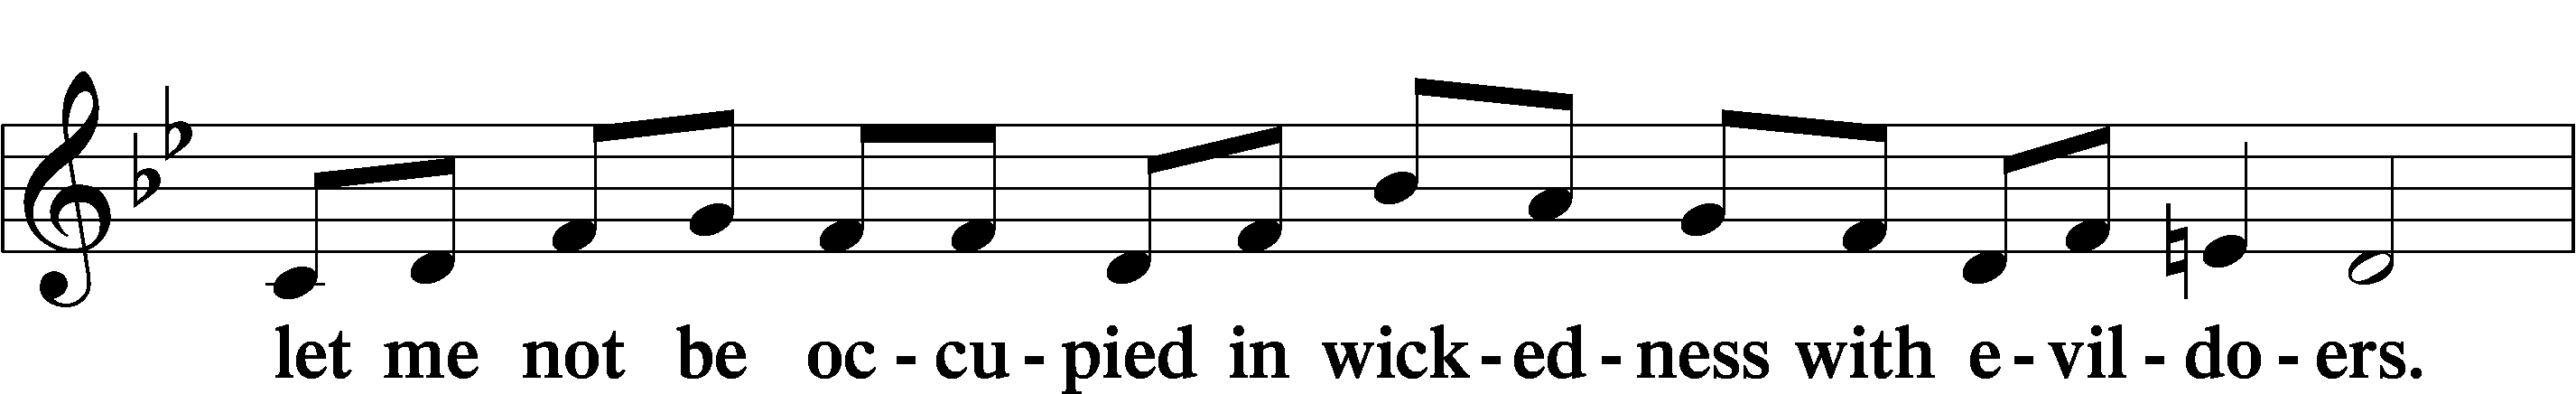 let me not be oc - cu - pied in wick - ed - ness with e - vil - do - ers.